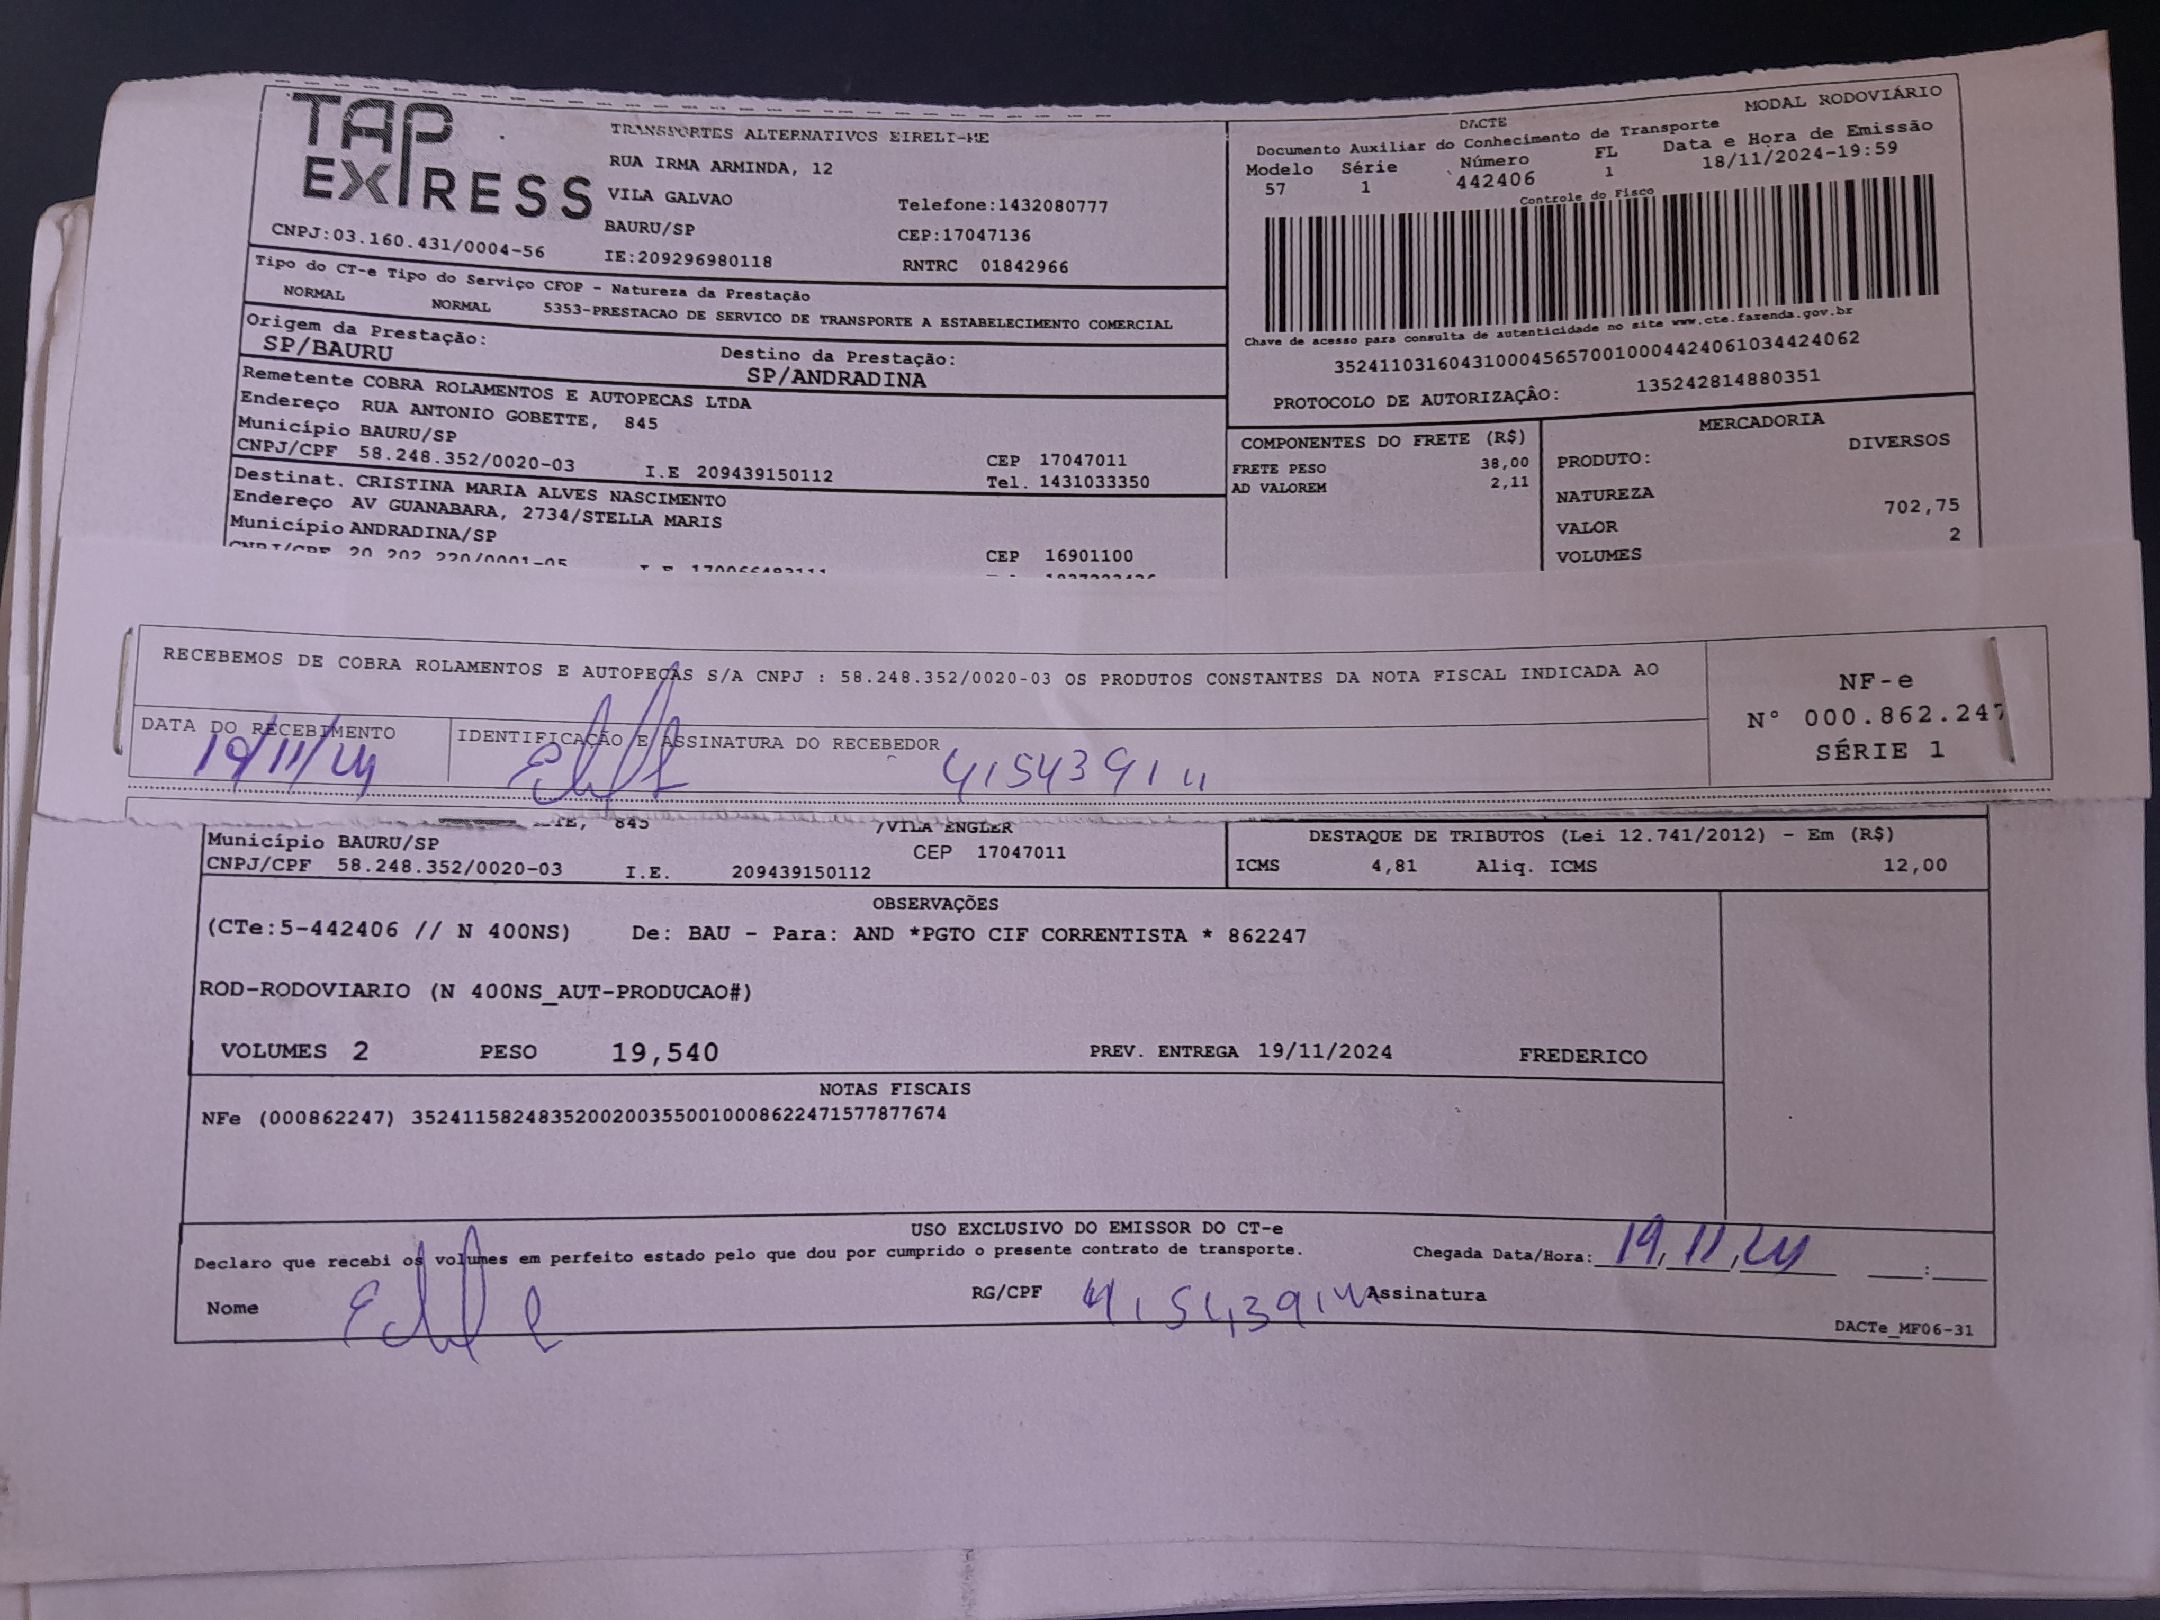 TAP EXPRESS
TRANSPORTES ALTERNATIVOS EIRELI-ME
RUA IRMA ARMINDA, 12
VILA GALVAO
Telefone:1432080777
BAURU/SP
CEP:17047136
CNPJ:03.160.431/0004-56
IE:209296980118
RNTRC 01842966
MODAL RODOVIÁRIO
DACTE
Documento Auxiliar do Conhecimento de Transporte
Modelo Série Número FL Data e Hora de Emissão
57 1 442406 1 18/11/2024-19:59
Controle do Fisco
Chave de acesso para consulta de autenticidade no site www.cte.fazenda.gov.br
35241103160431000456570010004424061034424062
PROTOCOLO DE AUTORIZAÇÂO: 135242814880351
Tipo do CT-e Tipo do Serviço CFOP - Natureza da Prestação
NORMAL NORMAL 5353-PRESTACAO DE SERVICO DE TRANSPORTE A ESTABELECIMENTO COMERCIAL
Origem da Prestação:
SP/BAURU
Destino da Prestação:
SP/ANDRADINA
Remetente COBRA ROLAMENTOS E AUTOPECAS LTDA
Endereço RUA ANTONIO GOBETTE, 845
Município BAURU/SP
CEP 17047011
CNPJ/CPF 58.248.352/0020-03 I.E 209439150112 Tel. 1431033350
Destinat. CRISTINA MARIA ALVES NASCIMENTO
Endereço AV GUANABARA, 2734/STELLA MARIS
Município ANDRADINA/SP
CEP 16901100
CNPJ/CPF 20.202.220/0001-05
COMPONENTES DO FRETE (R$)
FRETE PESO 38,00
AD VALOREM 2,11
MERCADORIA
PRODUTO: DIVERSOS
NATUREZA
VALOR 702,75
VOLUMES 2
RECEBEMOS DE COBRA ROLAMENTOS E AUTOPECAS S/A CNPJ : 58.248.352/0020-03 OS PRODUTOS CONSTANTES DA NOTA FISCAL INDICADA AO
NF-e
N° 000.862.247
SÉRIE 1
DATA DO RECEBIMENTO
19/11/24
IDENTIFICAÇÃO E ASSINATURA DO RECEBEDOR
845 /VILA ENGLER
Município BAURU/SP
CEP 17047011
CNPJ/CPF 58.248.352/0020-03 I.E. 209439150112
DESTAQUE DE TRIBUTOS (Lei 12.741/2012) - Em (R$)
ICMS 4,81 Aliq. ICMS 12,00
OBSERVAÇÕES
(CTe:5-442406 // N 400NS) De: BAU - Para: AND *PGTO CIF CORRENTISTA * 862247
ROD-RODOVIARIO (N 400NS_AUT-PRODUCAO#)
VOLUMES 2 PESO 19,540 PREV. ENTREGA 19/11/2024 FREDERICO
NOTAS FISCAIS
NFe (000862247) 35241158248352002003550010008622471577877674
USO EXCLUSIVO DO EMISSOR DO CT-e
Declaro que recebi os volumes em perfeito estado pelo que dou por cumprido o presente contrato de transporte.
Chegada Data/Hora: 19,11,24 :
Nome
RG/CPF
Assinatura
DACTe_MF06-31